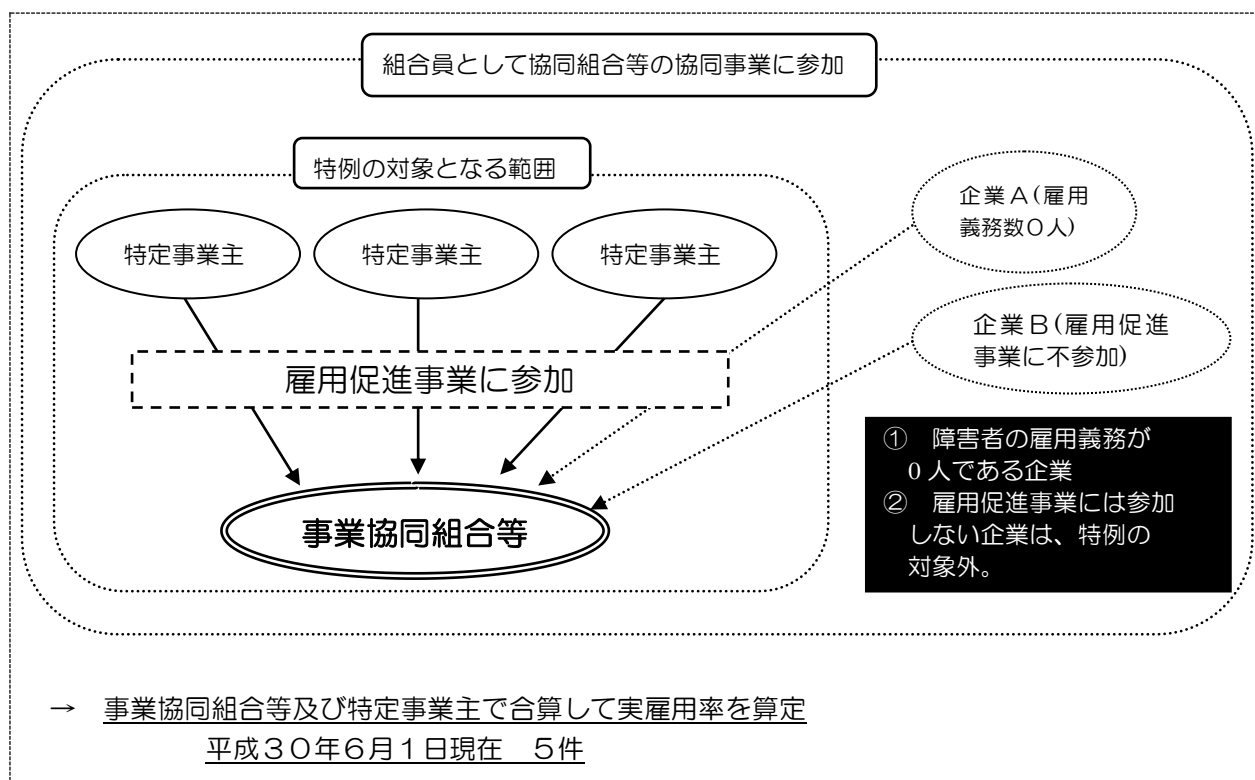 組合員として協同組合等の協同事業に参加
特例の対象となる範囲
特定事業主
特定事業主
特定事業主
企業A(雇用
義務数０人)
企業B(雇用促進
事業に不参加)
雇用促進事業に参加
事業協同組合等
① 障害者の雇用義務が
0人である企業
② 雇用促進事業には参加
しない企業は、特例の
対象外。
→ 事業協同組合等及び特定事業主で合算して実雇用率を算定
平成３０年６月１日現在 ５件